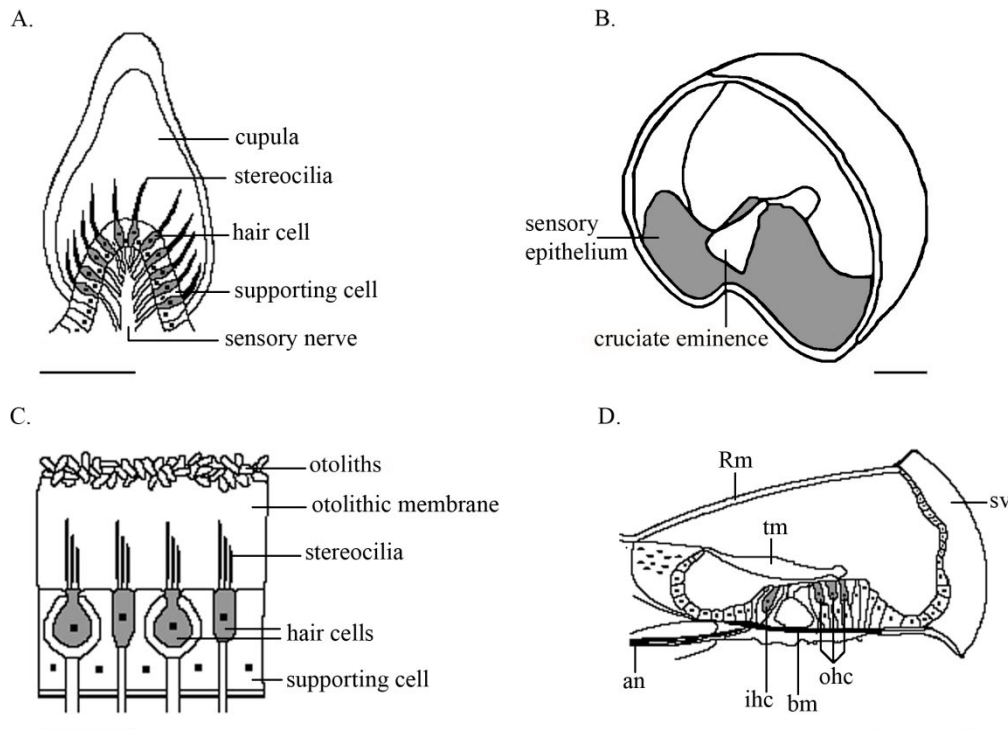 A.
cupula
stereocilia
hair cell
supporting cell
sensory nerve
B.
sensory
epithelium
cruciate eminence
C.
otoliths
otolithic membrane
stereocilia
hair cells
supporting cell
D.
Rm
sv
tm
an
ihc
bm
ohc